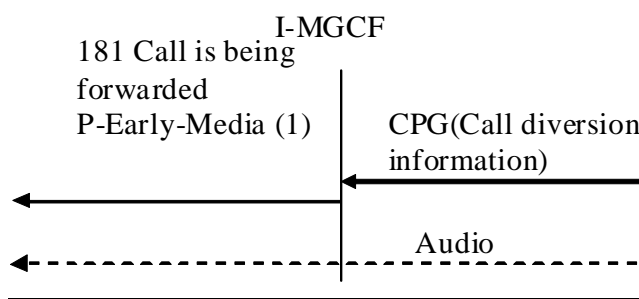 I-MGCF
181 Call is being
forwarded
P-Early-Media (1)
CPG(Call diversion
information)
Audio